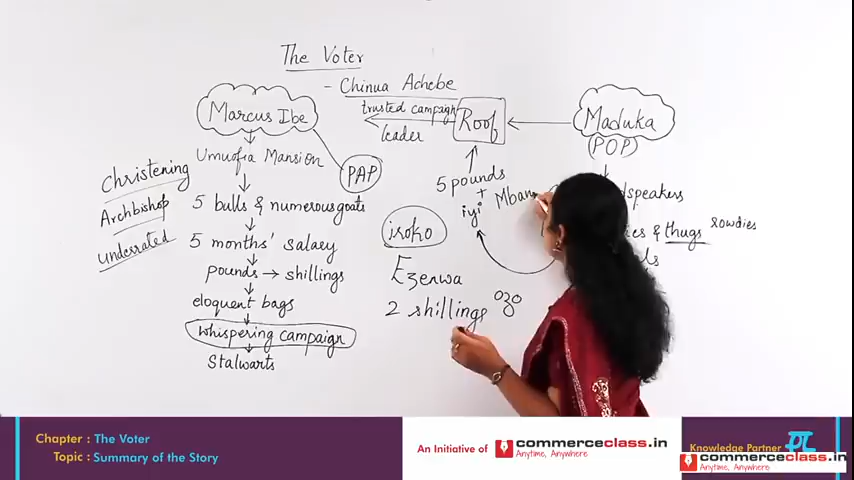 The Voter
- Chinua Achebe
Marcus Ibe
trusted campaign
leader
Roof
Maduka
(POP)
Umuofia Mansion
PAP
Christening
Archbishop
underrated
5 bulls & numerous goats
5 months' salary
pounds → shillings
eloquent bags
whispering campaign
Stalwarts
5 pounds
+
iyi
iroko
Ezenwa
2 shillings
ozo
& thugs
rowdies
Chapter : The Voter
Topic : Summary of the Story
An Initiative of
commerceclass.in
Anytime, Anywhere
Knowledge Partner
commerceclass.in
Anytime, Anywhere